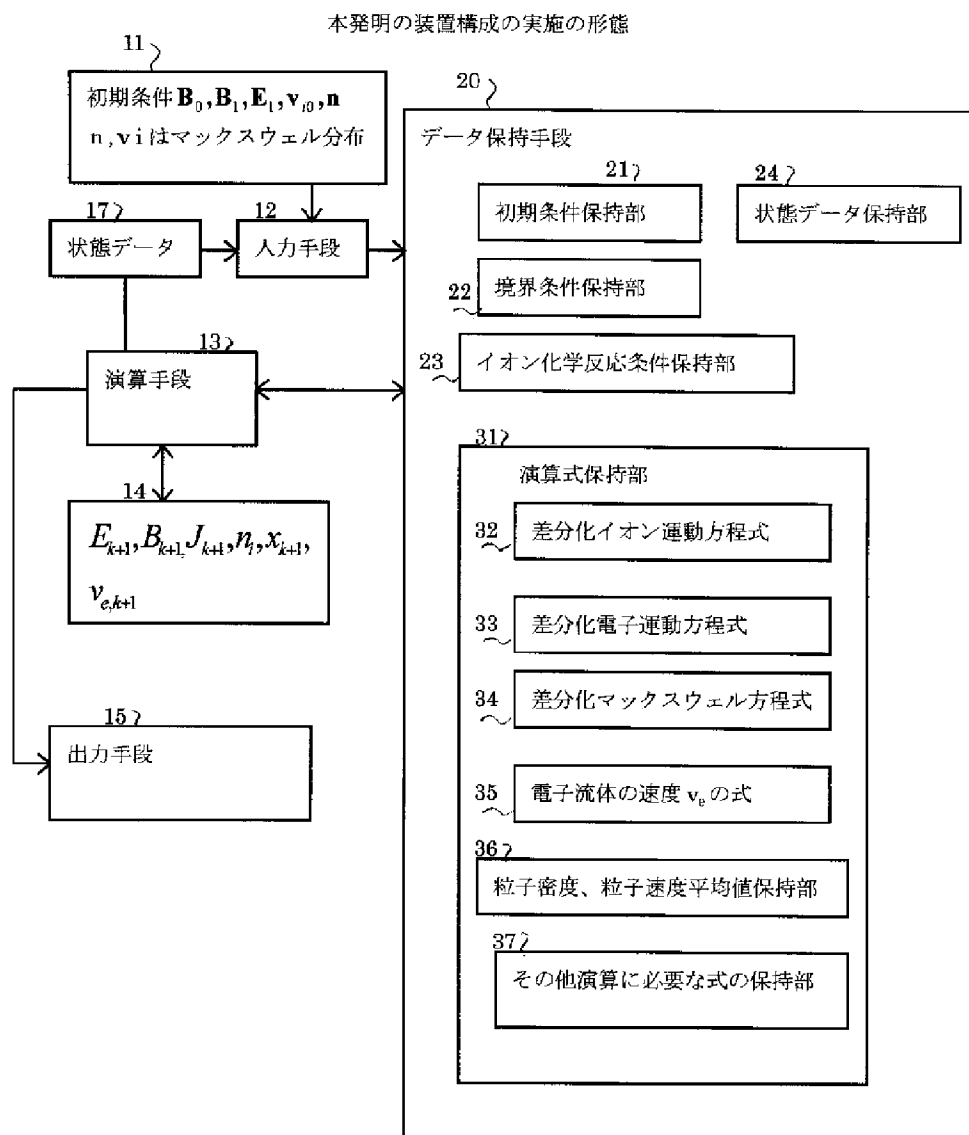 本発明の装置構成の実施の形態
11
初期条件 B₀,B₁,E₁,vᵢ₀,n
n,viはマックスウェル分布
17
状態データ
12
入力手段
13
演算手段
14
Eₖ₊₁,Bₖ₊₁,Jₖ₊₁,nᵢ,xₖ₊₁,
vₑ,ₖ₊₁
15
出力手段
20
データ保持手段
21
初期条件保持部
24
状態データ保持部
22
境界条件保持部
23
イオン化学反応条件保持部
31
演算式保持部
32
差分化イオン運動方程式
33
差分化電子運動方程式
34
差分化マックスウェル方程式
35
電子流体の速度 vₑ の式
36
粒子密度、粒子速度平均値保持部
37
その他演算に必要な式の保持部